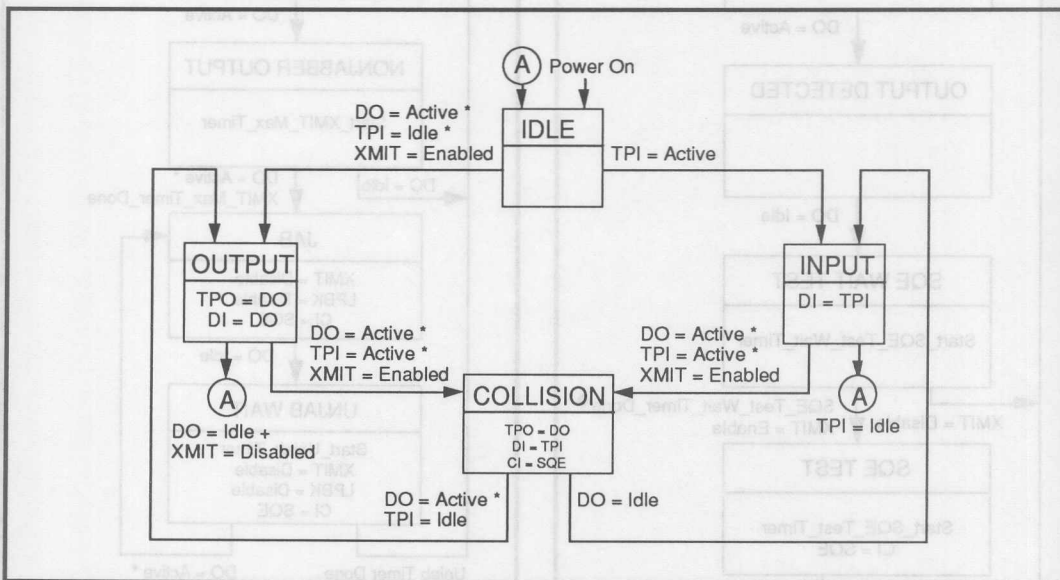 A Power On
IDLE
DO = Active *
TPI = Idle *
XMIT = Enabled
TPI = Active
OUTPUT
TPO = DO
DI = DO
INPUT
DI = TPI
DO = Active *
TPI = Active *
XMIT = Enabled
DO = Active *
TPI = Active *
XMIT = Enabled
A
DO = Idle +
XMIT = Disabled
COLLISION
TPO = DO
DI = TPI
CI = SQE
A
TPI = Idle
DO = Active *
TPI = Idle
DO = Idle